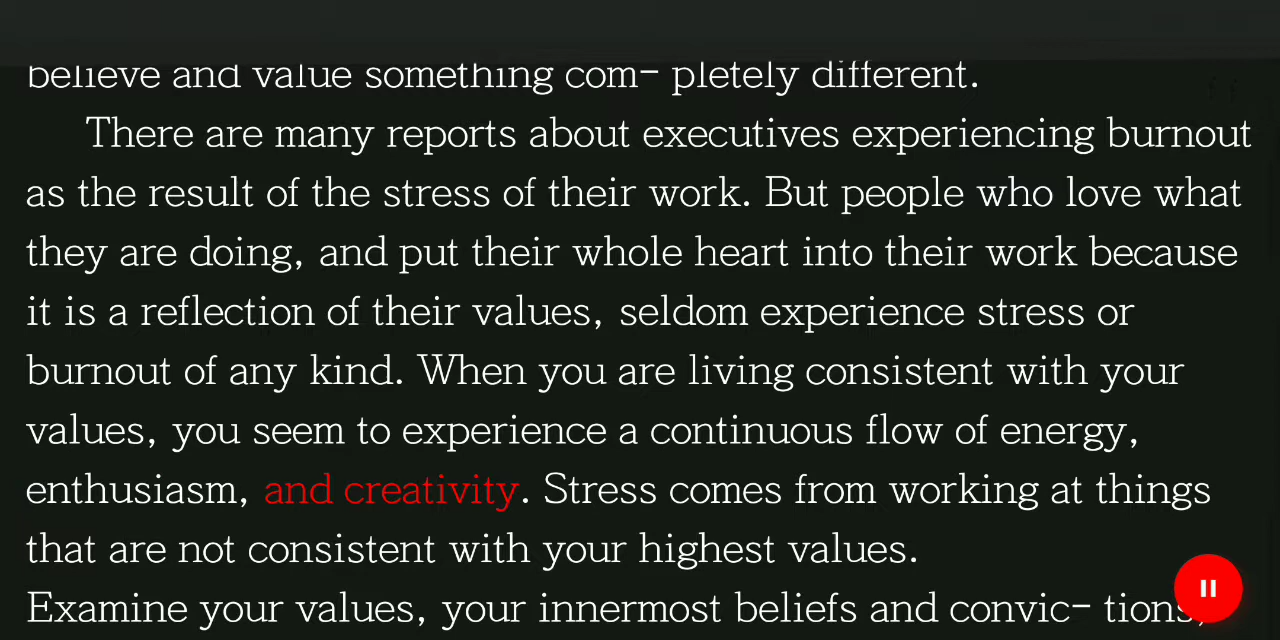 believe and value something com- pletely different.
There are many reports about executives experiencing burnout
as the result of the stress of their work. But people who love what
they are doing, and put their whole heart into their work because
it is a reflection of their values, seldom experience stress or
burnout of any kind. When you are living consistent with your
values, you seem to experience a continuous flow of energy,
enthusiasm, and creativity. Stress comes from working at things
that are not consistent with your highest values.
Examine your values, your innermost beliefs and convic- tions,